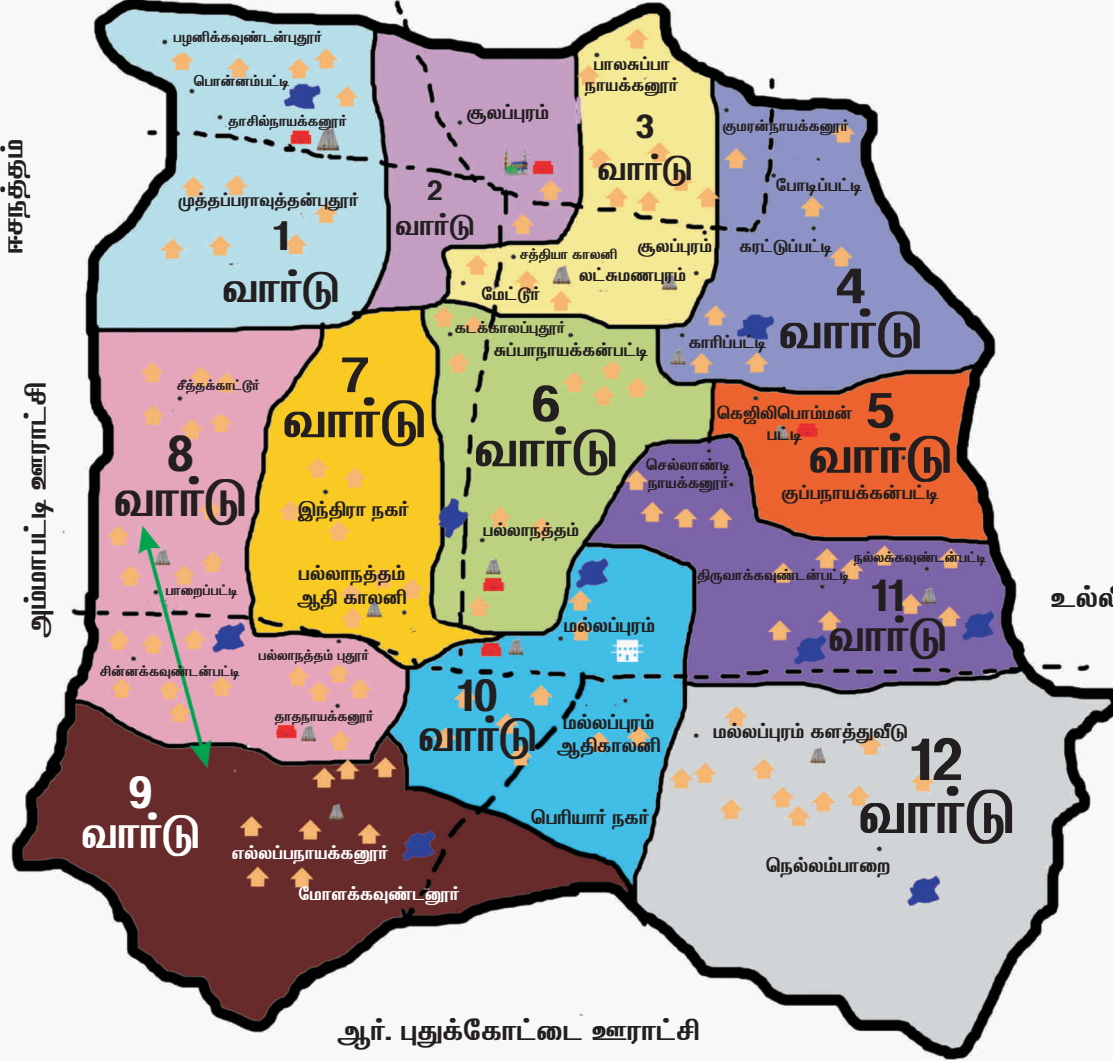 பழனிக்கவுண்டன்புதூர்
பொன்னம்பட்டி
தாசில்நாயக்கனூர்
முத்தப்பராவுத்தன்புதூர்
1
வார்டு
ஈசநத்தம்
சூலப்புரம்
2
வார்டு
பாலசுப்பா
நாயக்கனூர்
3
வார்டு
சூலப்புரம்
சத்தியா காலனி
லட்சுமணபுரம்
மேட்டூர்
குமரன்நாயக்கனூர்
போடிப்பட்டி
கரட்டுப்பட்டி
4
வார்டு
காரிப்பட்டி
கெஜிலிபொம்மன்
பட்டி
5
வார்டு
குப்பநாயக்கன்பட்டி
கடக்காலப்புதூர்
சுப்பாநாயக்கன்பட்டி
6
வார்டு
பல்லாநத்தம்
7
வார்டு
இந்திரா நகர்
பல்லாநத்தம்
ஆதி காலனி
அம்மாபட்டி ஊராட்சி
சீத்தக்காட்டூர்
8
வார்டு
பாறைப்பட்டி
சின்னக்கவுண்டன்பட்டி
பல்லாநத்தம் புதூர்
தாதநாயக்கனூர்
9
வார்டு
எல்லப்பநாயக்கனூர்
மோளக்கவுண்டனூர்
மல்லப்புரம்
10
வார்டு
மல்லப்புரம்
ஆதிகாலனி
பெரியார் நகர்
செல்லாண்டி
நாயக்கனூர்
நல்லக்கவுண்டன்பட்டி
திருவாக்கவுண்டன்பட்டி
11
வார்டு
உல்லி
மல்லப்புரம் களத்துவீடு
12
வார்டு
நெல்லம்பாறை
ஆர். புதுக்கோட்டை ஊராட்சி